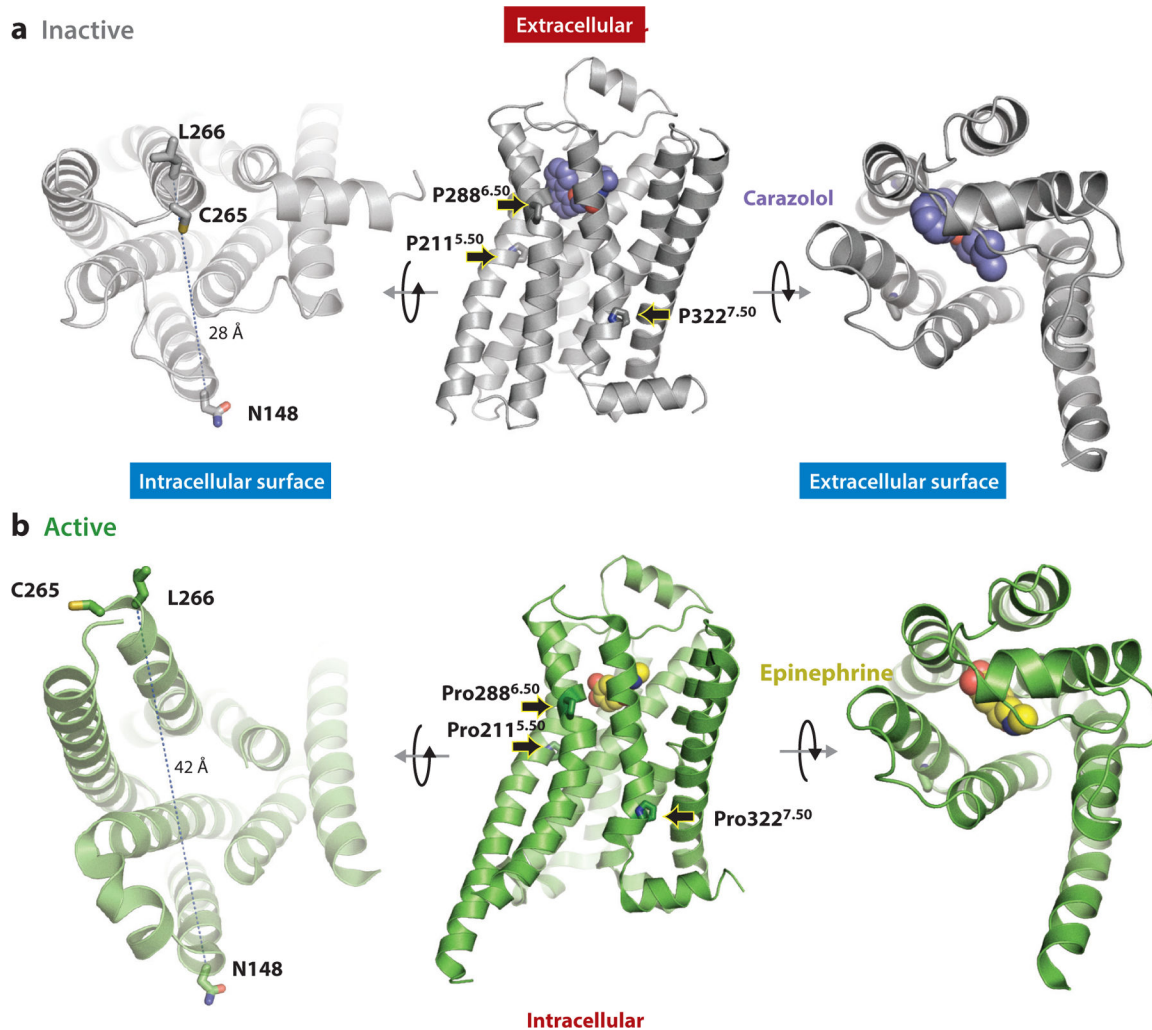 a Inactive
Extracellular
L266
C265
28 Å
N148
P288^6.50
P211^5.50
P322^7.50
Carazolol
Intracellular surface
Extracellular surface
b Active
C265
L266
42 Å
N148
Pro288^6.50
Pro211^5.50
Pro322^7.50
Epinephrine
Intracellular